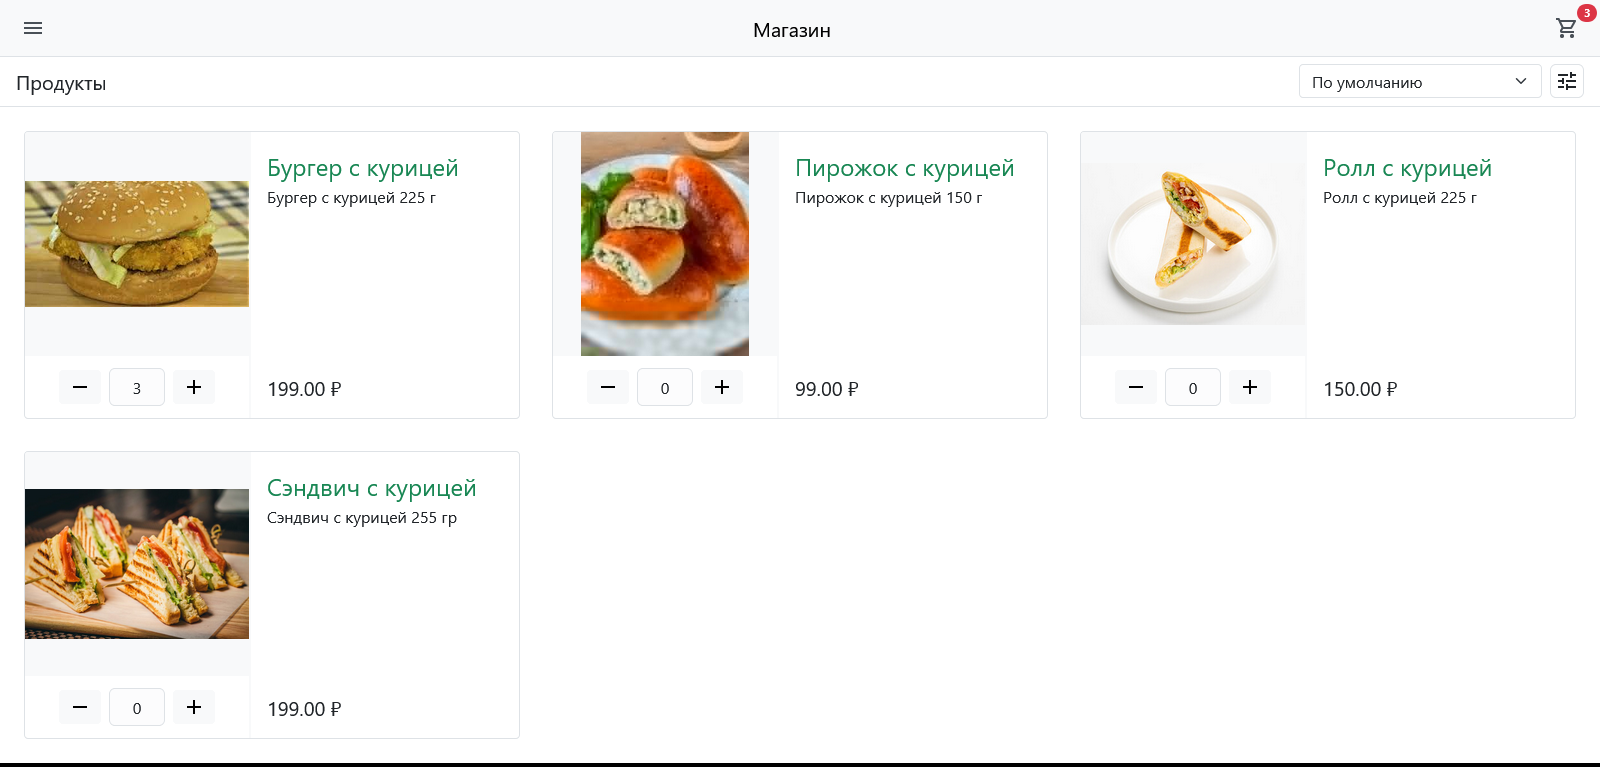 Магазин
3
Продукты
По умолчанию
Бургер с курицей
Бургер с курицей 225 г
3
199.00 ₽
Пирожок с курицей
Пирожок с курицей 150 г
0
99.00 ₽
Ролл с курицей
Ролл с курицей 225 г
0
150.00 ₽
Сэндвич с курицей
Сэндвич с курицей 255 гр
0
199.00 ₽